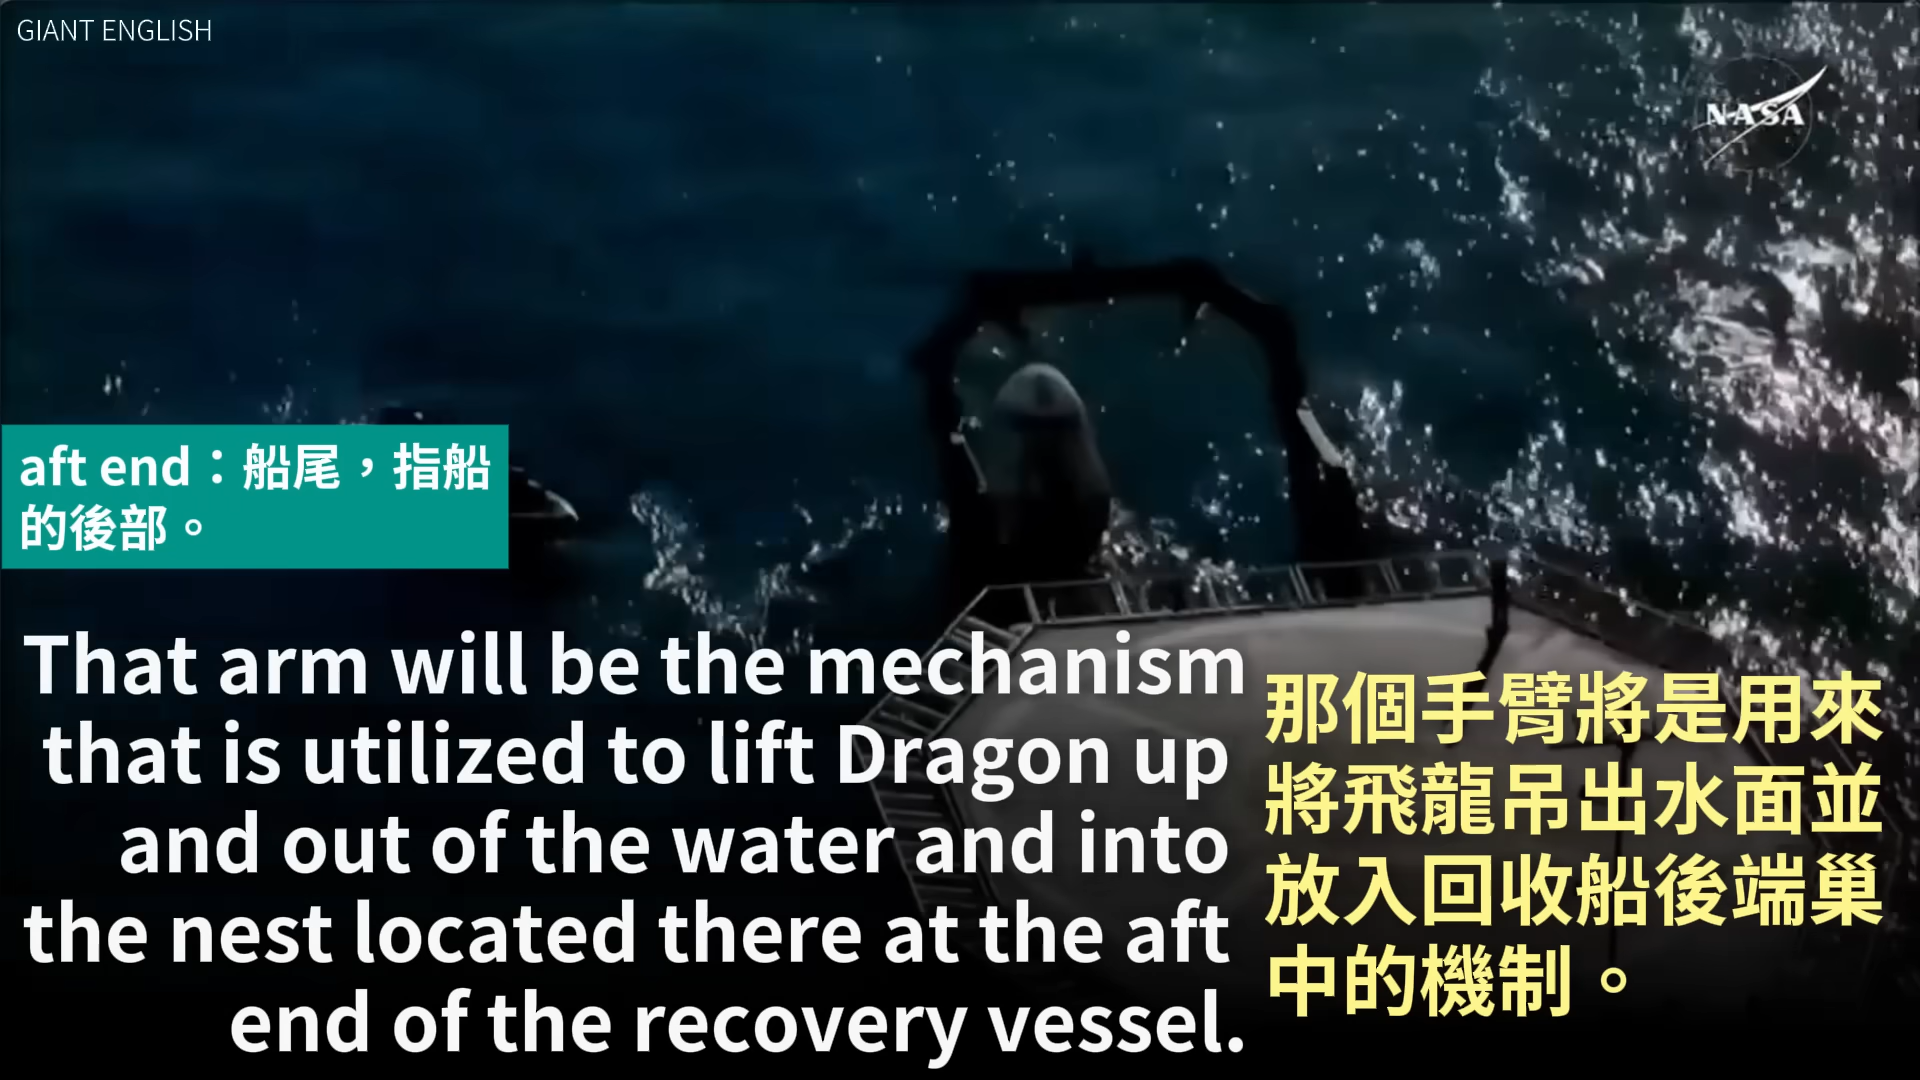 GIANT ENGLISH
NASA
aft end：船尾，指船
的後部。
That arm will be the mechanism
that is utilized to lift Dragon up
and out of the water and into
the nest located there at the aft
end of the recovery vessel.
那個手臂將是用來
將飛龍吊出水面並
放入回收船後端巢
中的機制。